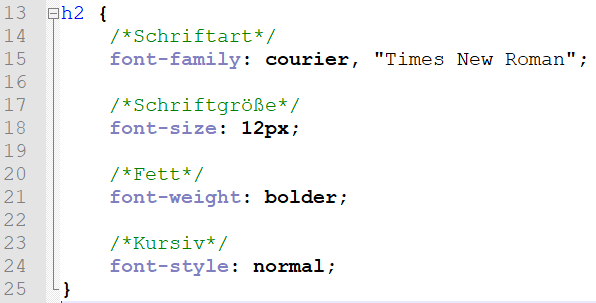 13 h2 {
14 /*Schriftart*/
15 font-family: courier, "Times New Roman";
16
17 /*Schriftgröße*/
18 font-size: 12px;
19
20 /*Fett*/
21 font-weight: bolder;
22
23 /*Kursiv*/
24 font-style: normal;
25 }